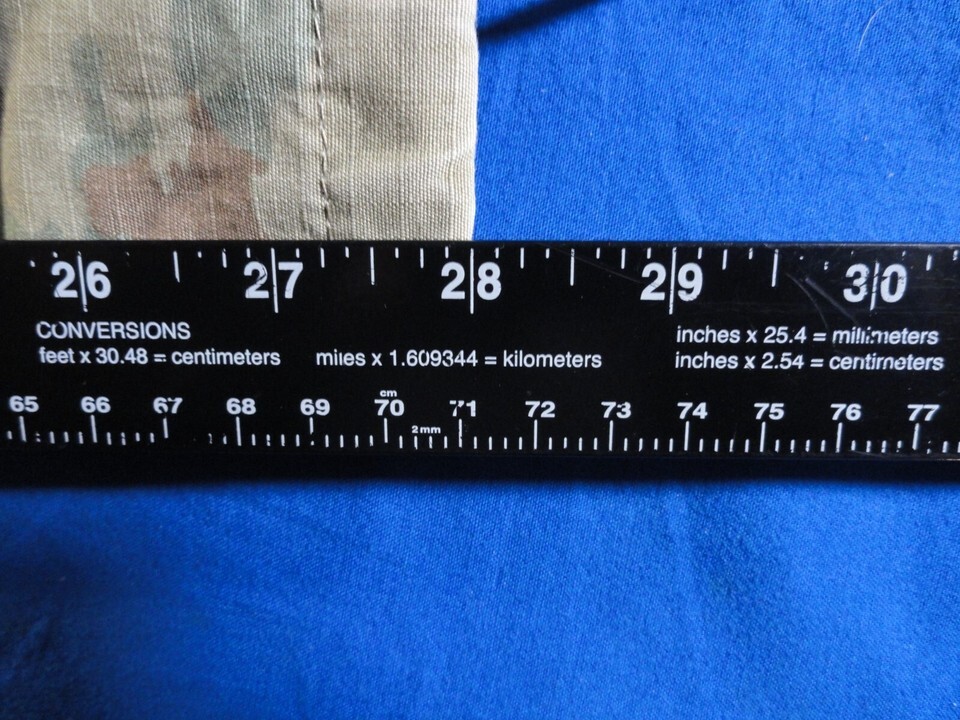 26 27 28 29 30
CONVERSIONS
feet x 30.48 = centimeters miles x 1.609344 = kilometers
inches x 25.4 = millimeters
inches x 2.54 = centimeters
cm
65 66 67 68 69 70 71 72 73 74 75 76 77
2mm